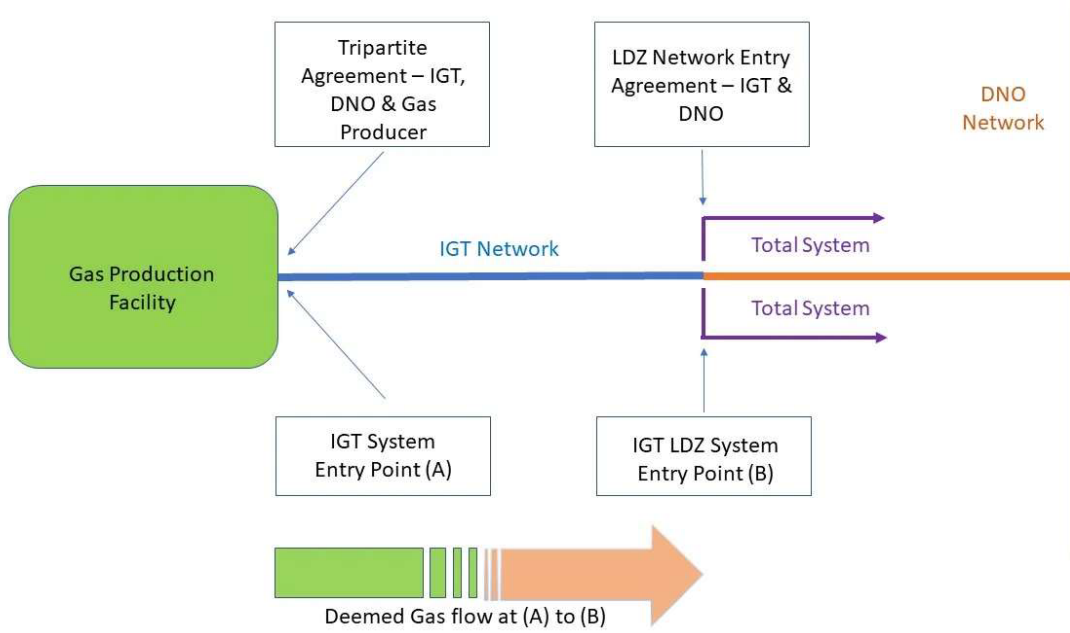 Tripartite
Agreement – IGT,
DNO & Gas
Producer
LDZ Network Entry
Agreement – IGT &
DNO
DNO
Network
Gas Production
Facility
IGT Network
Total System
Total System
IGT System
Entry Point (A)
IGT LDZ System
Entry Point (B)
Deemed Gas flow at (A) to (B)